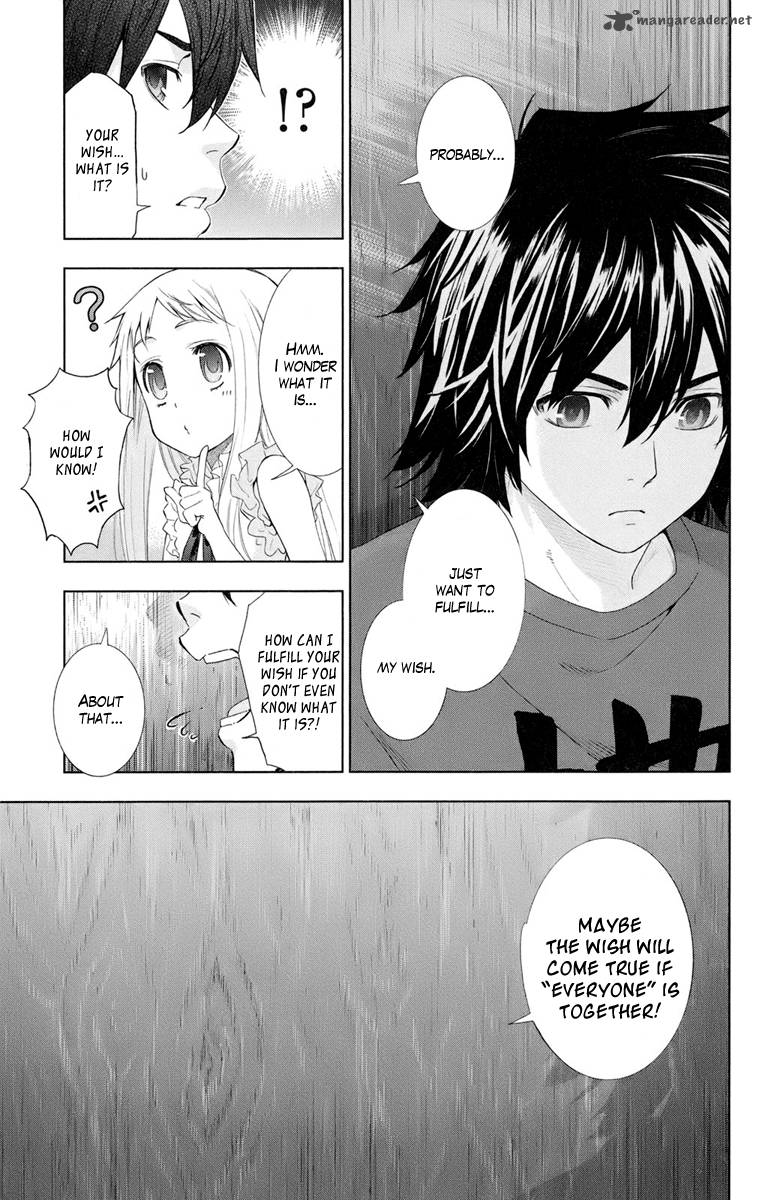 mangareader.net
PROBABLY...
JUST
WANT TO
FULFILL...
MY WISH.
!?
YOUR
WISH...
WHAT IS
IT?
HMM.
I WONDER
WHAT IT
IS...
?
HOW
WOULD I
KNOW!
HOW CAN I
FULFILL YOUR
WISH IF YOU
DON'T EVEN
KNOW WHAT
IT IS?!
ABOUT
THAT...
MAYBE
THE WISH WILL
COME TRUE IF
"EVERYONE" IS
TOGETHER!